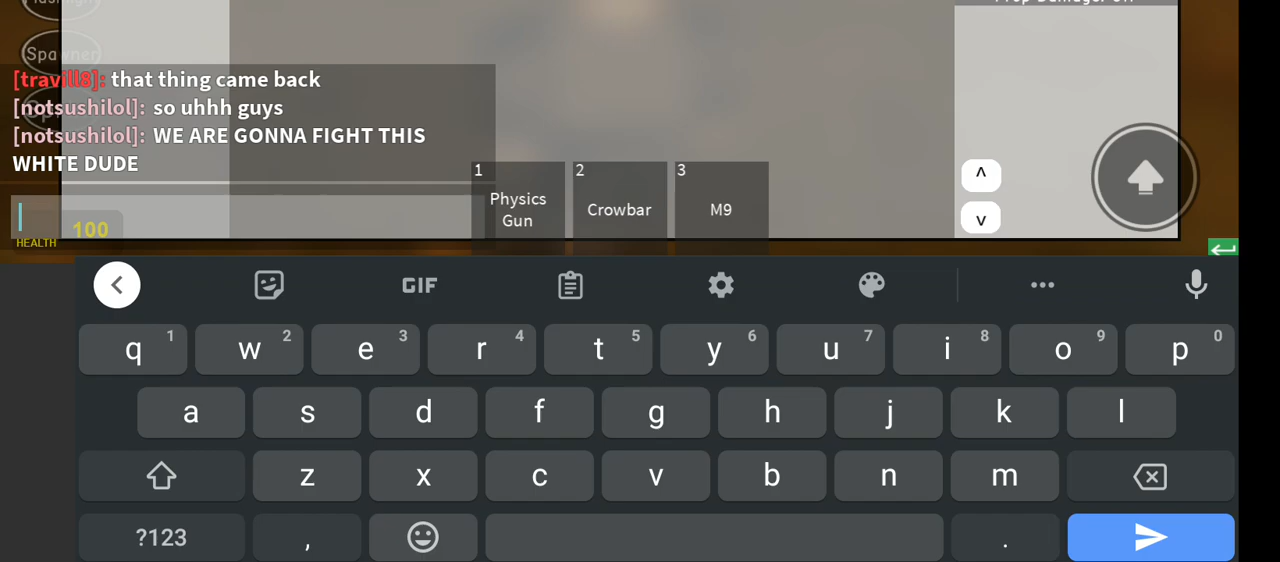 Spawner
[travill8]: that thing came back
[notsushilol]: so uhhh guys
[notsushilol]: WE ARE GONNA FIGHT THIS
WHITE DUDE
1 2 3
Physics
Gun
Crowbar
M9
^
v
100
HEALTH
GIF
q 1 w 2 e 3 r 4 t 5 y 6 u 7 i 8 o 9 p 0
a s d f g h j k l
z x c v b n m
?123 , .